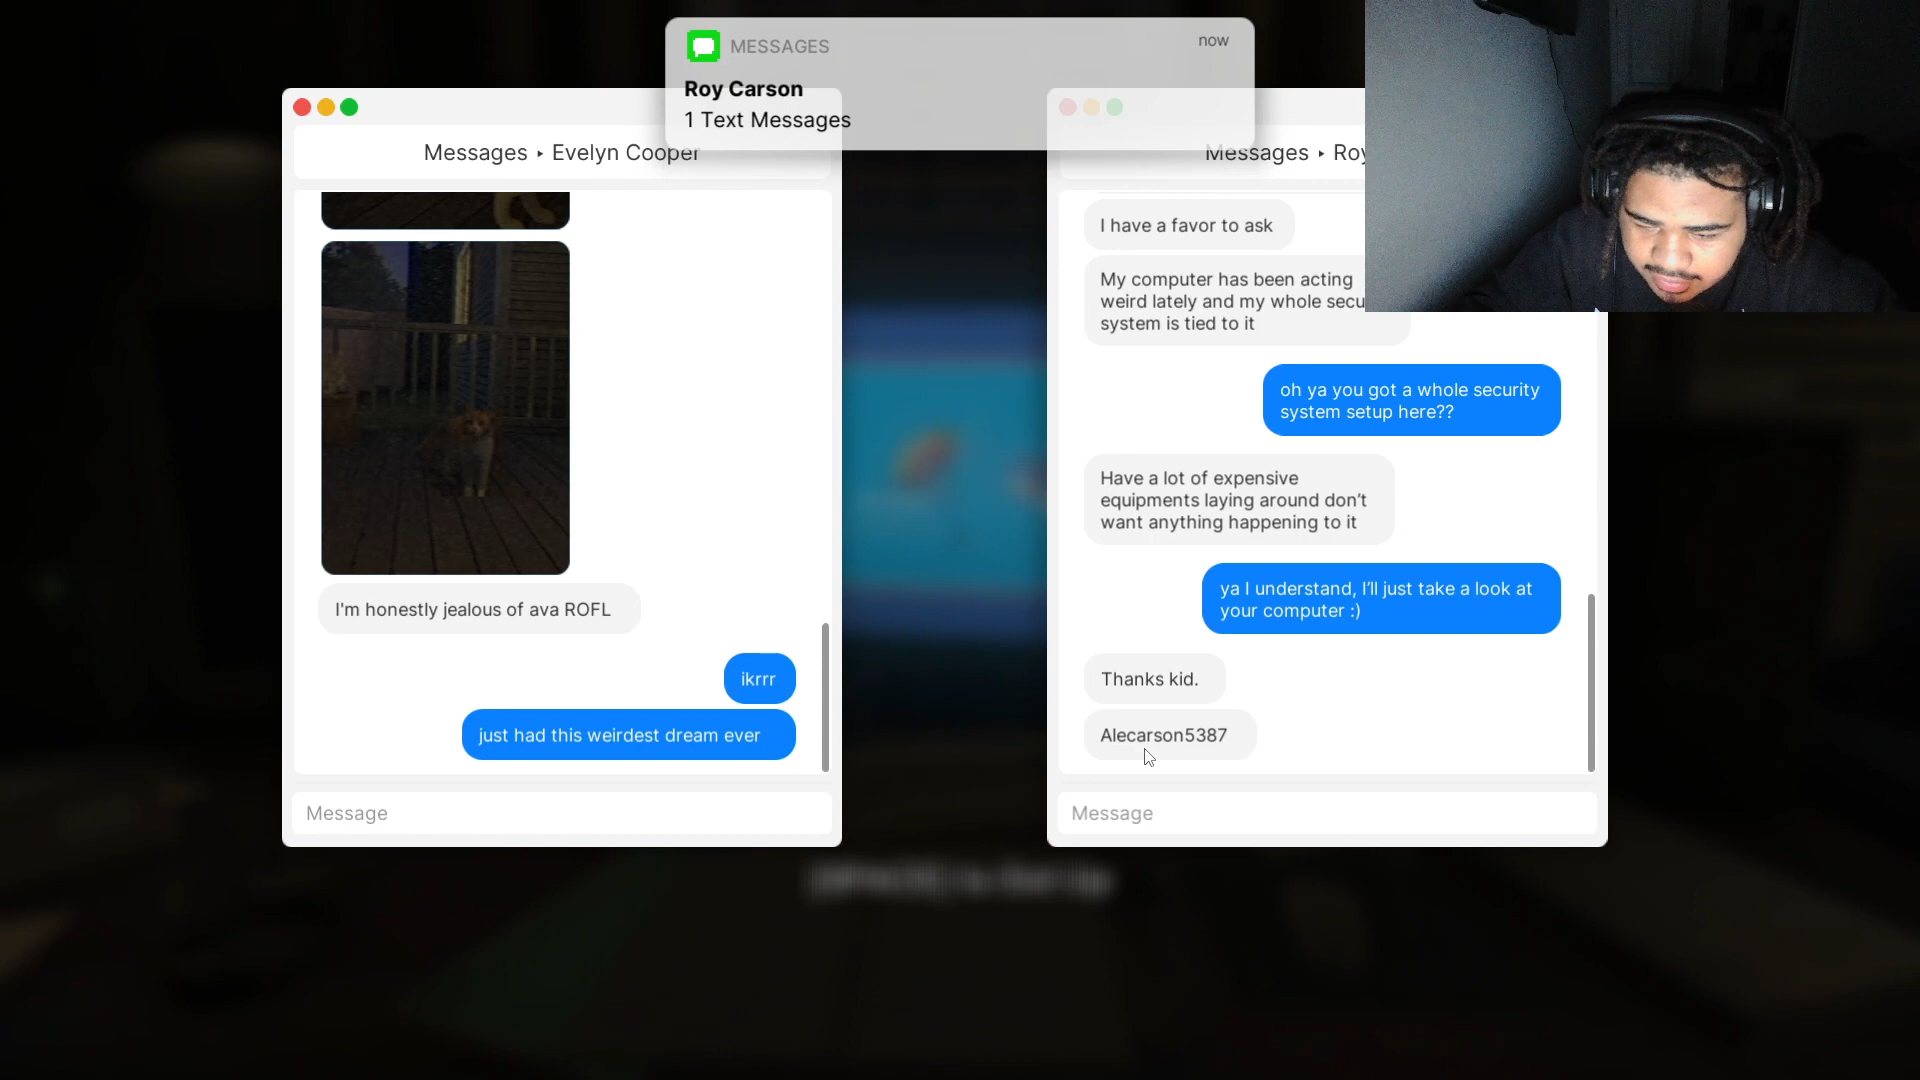 MESSAGES
now
Roy Carson
1 Text Messages
Messages ‣ Evelyn Cooper
I'm honestly jealous of ava ROFL
ikrrr
just had this weirdest dream ever
Message
Messages ‣ Roy
I have a favor to ask
My computer has been acting
weird lately and my whole secu
system is tied to it
oh ya you got a whole security
system setup here??
Have a lot of expensive
equipments laying around don’t
want anything happening to it
ya I understand, I’ll just take a look at
your computer :)
Thanks kid.
Alecarson5387
Message